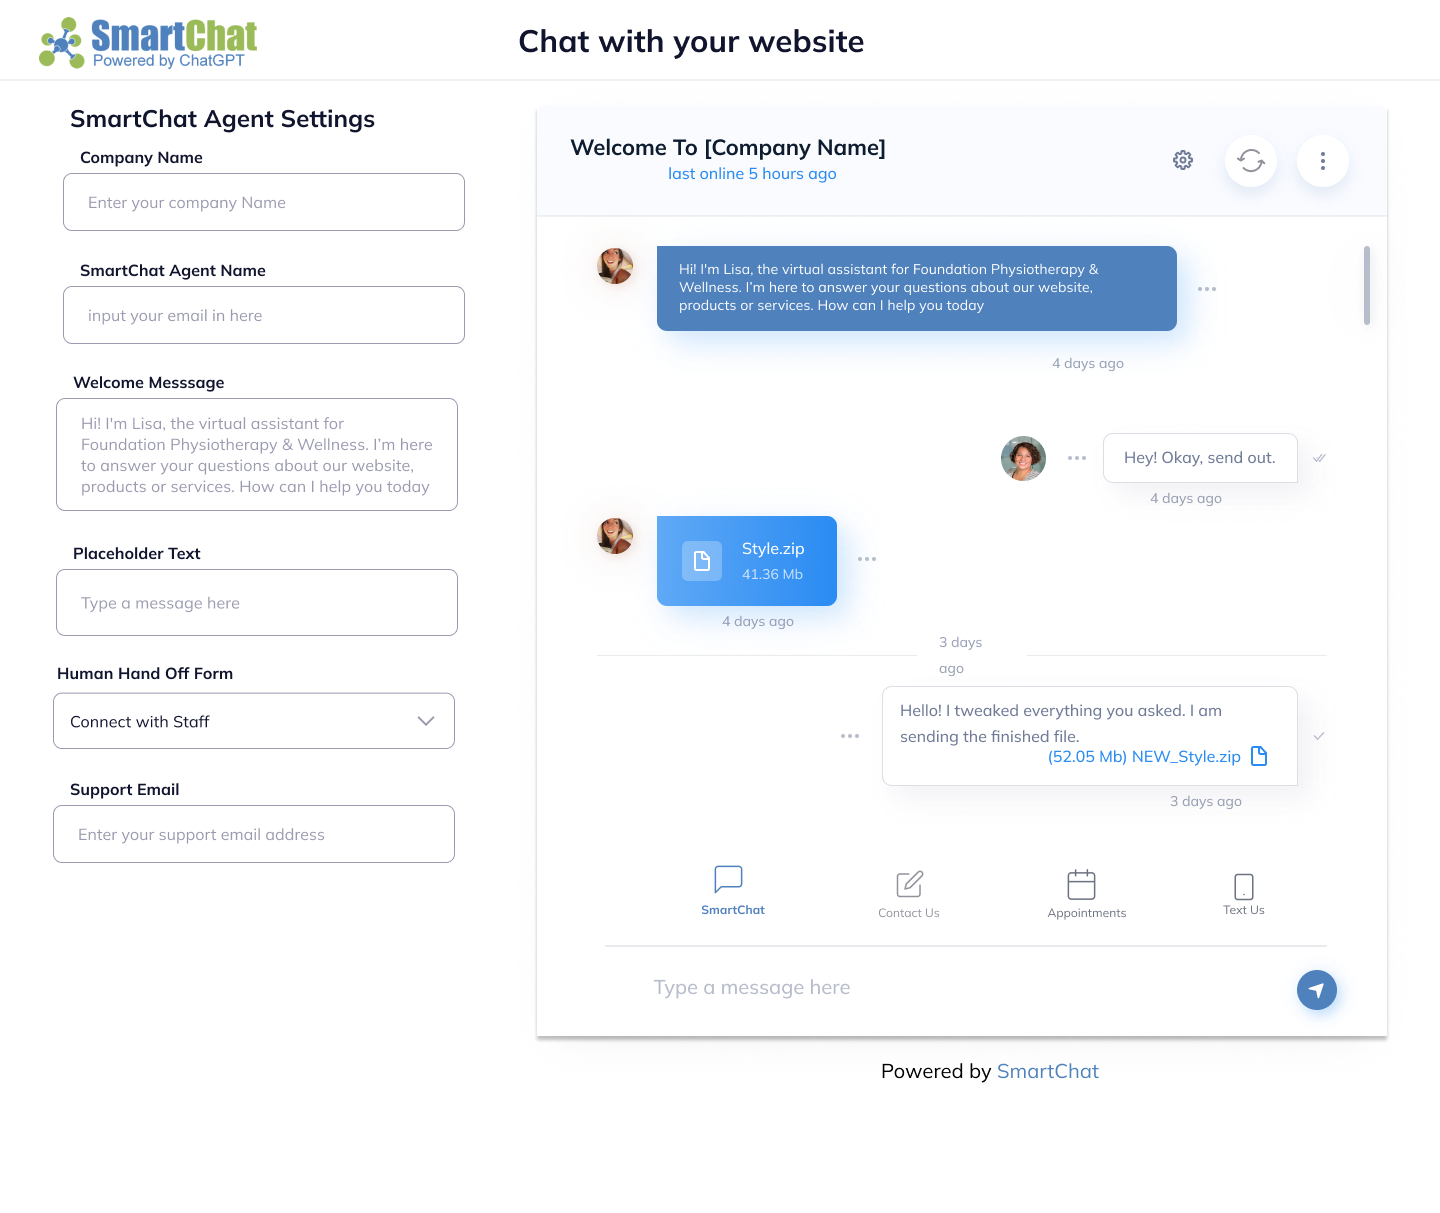 SmartChat
Powered by ChatGPT
Chat with your website
SmartChat Agent Settings
Company Name
Enter your company Name
SmartChat Agent Name
input your email in here
Welcome Messsage
Hi! I'm Lisa, the virtual assistant for
Foundation Physiotherapy & Wellness. I'm here
to answer your questions about our website,
products or services. How can I help you today
Placeholder Text
Type a message here
Human Hand Off Form
Connect with Staff
Support Email
Enter your support email address
Welcome To [Company Name]
last online 5 hours ago
Hi! I'm Lisa, the virtual assistant for Foundation Physiotherapy &
Wellness. I'm here to answer your questions about our website,
products or services. How can I help you today
4 days ago
Hey! Okay, send out.
4 days ago
Style.zip
41.36 Mb
4 days ago
3 days
ago
Hello! I tweaked everything you asked. I am
sending the finished file.
(52.05 Mb) NEW_Style.zip
3 days ago
SmartChat
Contact Us
Appointments
Text Us
Type a message here
Powered by SmartChat